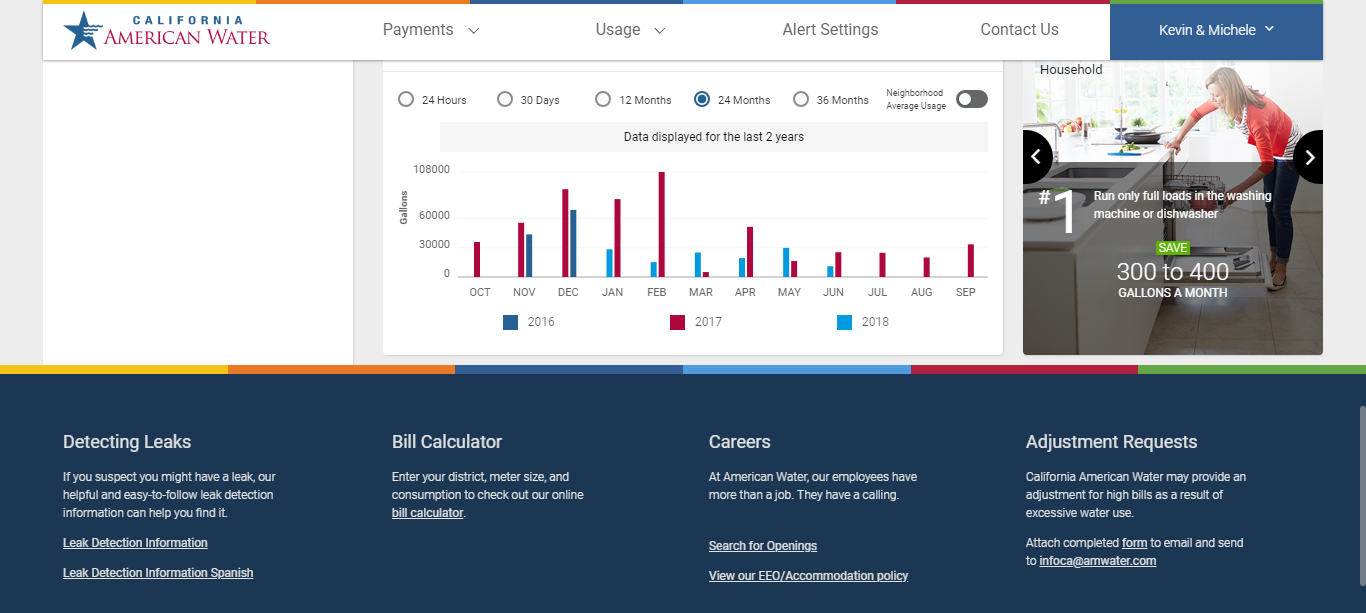 CALIFORNIA
AMERICAN WATER
Payments
Usage
Alert Settings
Contact Us
Kevin & Michele
24 Hours
30 Days
12 Months
24 Months
36 Months
Neighborhood
Average Usage
Data displayed for the last 2 years
Gallons
108000
60000
30000
0
OCT NOV DEC JAN FEB MAR APR MAY JUN JUL AUG SEP
2016 2017 2018
Household
#1
Run only full loads in the washing
machine or dishwasher
SAVE
300 to 400
GALLONS A MONTH
Detecting Leaks
If you suspect you might have a leak, our
helpful and easy-to-follow leak detection
information can help you find it.
Leak Detection Information
Leak Detection Information Spanish
Bill Calculator
Enter your district, meter size, and
consumption to check out our online
bill calculator.
Careers
At American Water, our employees have
more than a job. They have a calling.
Search for Openings
View our EEO/Accommodation policy
Adjustment Requests
California American Water may provide an
adjustment for high bills as a result of
excessive water use.
Attach completed form to email and send
to infoca@amwater.com